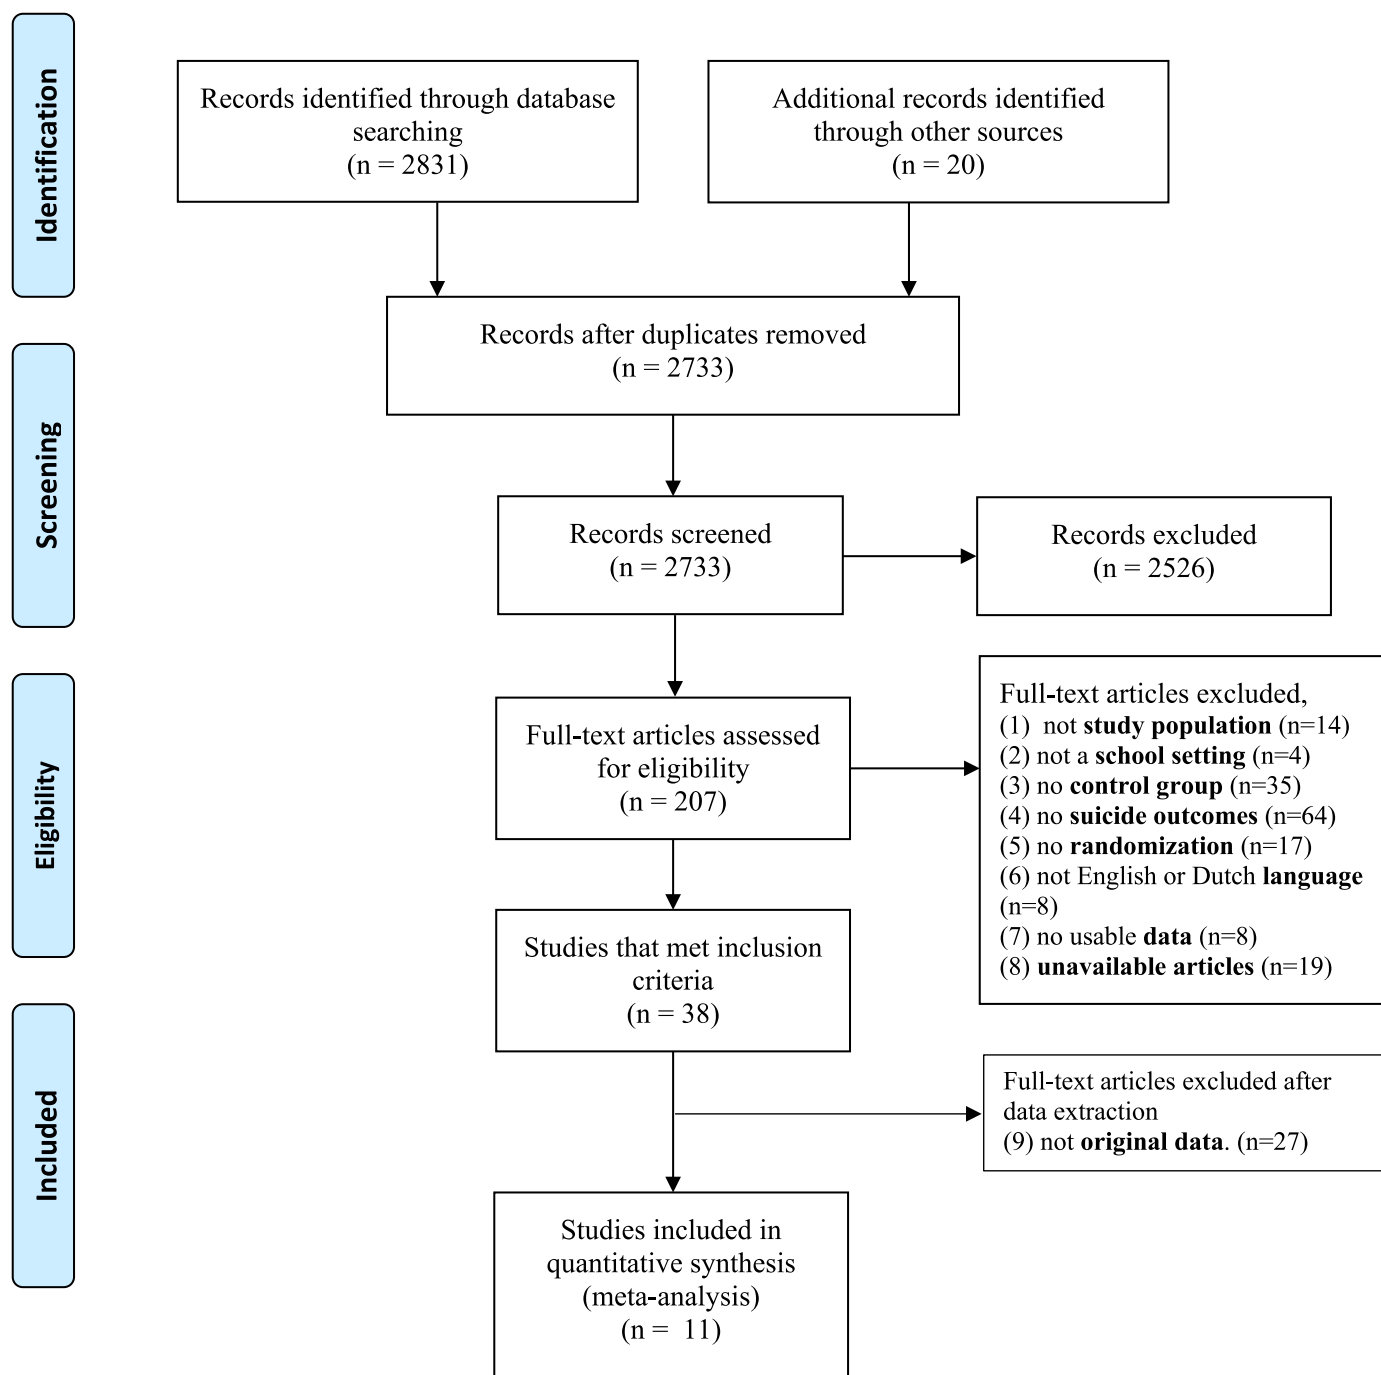 Identification
Records identified through database
searching
(n = 2831)
Additional records identified
through other sources
(n = 20)
Records after duplicates removed
(n = 2733)
Screening
Records screened
(n = 2733)
Records excluded
(n = 2526)
Eligibility
Full-text articles assessed
for eligibility
(n = 207)
Full-text articles excluded,
(1) not study population (n=14)
(2) not a school setting (n=4)
(3) no control group (n=35)
(4) no suicide outcomes (n=64)
(5) no randomization (n=17)
(6) not English or Dutch language
(n=8)
(7) no usable data (n=8)
(8) unavailable articles (n=19)
Studies that met inclusion
criteria
(n = 38)
Included
Full-text articles excluded after
data extraction
(9) not original data. (n=27)
Studies included in
quantitative synthesis
(meta-analysis)
(n = 11)